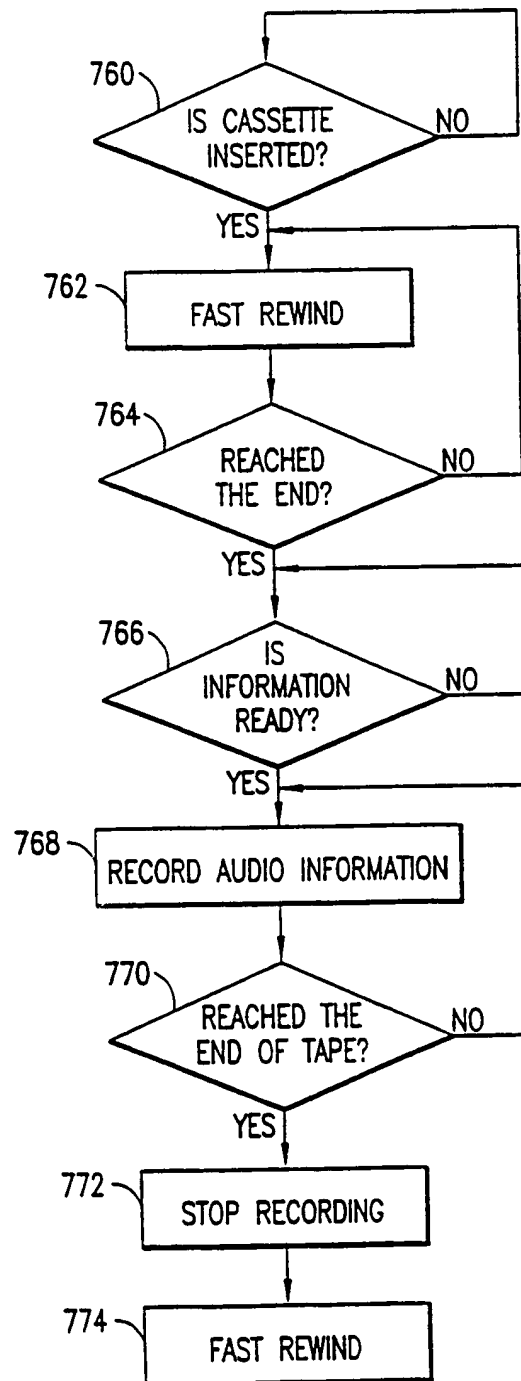 760
IS CASSETTE
INSERTED?
NO
YES
762
FAST REWIND
764
REACHED
THE END?
NO
YES
766
IS
INFORMATION
READY?
NO
YES
768
RECORD AUDIO INFORMATION
770
REACHED THE
END OF TAPE?
NO
YES
772
STOP RECORDING
774
FAST REWIND